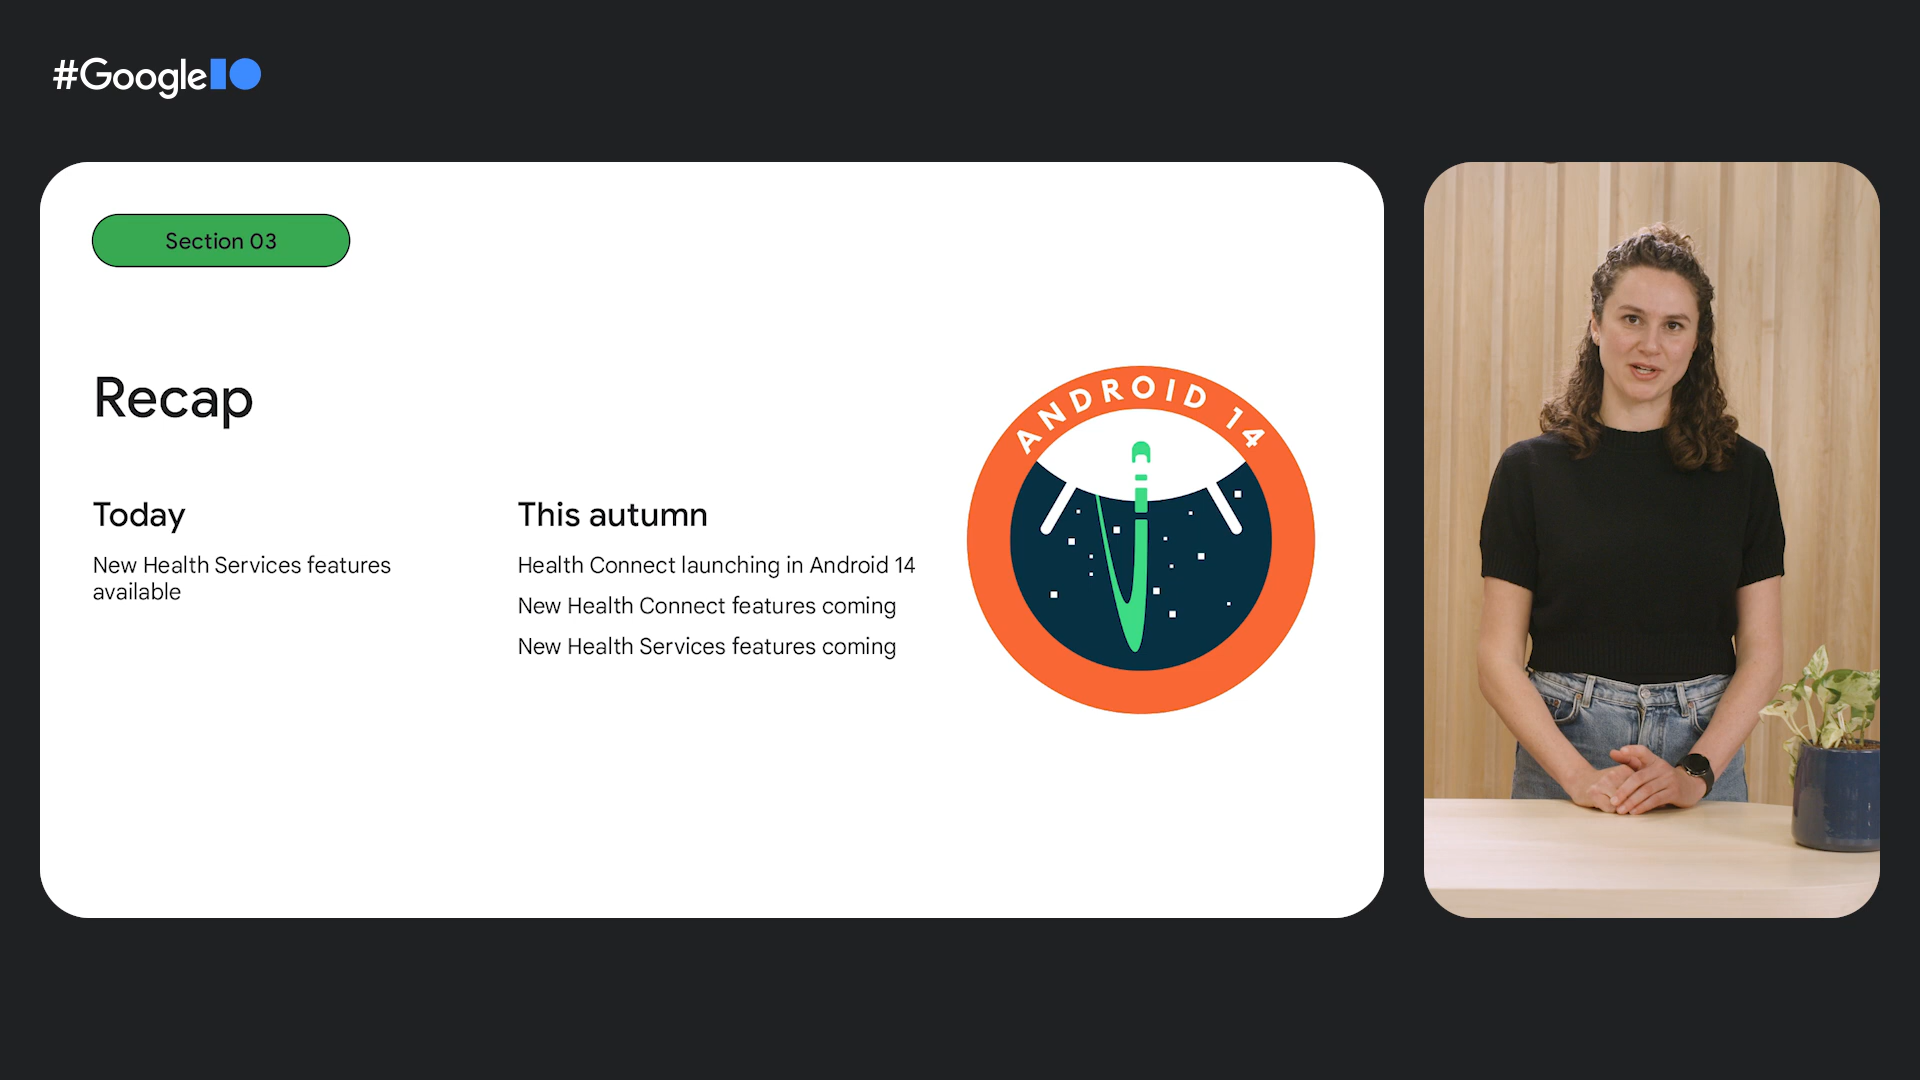 #GoogleIO
Section 03
Recap
Today
New Health Services features
available
This autumn
Health Connect launching in Android 14
New Health Connect features coming
New Health Services features coming
ANDROID 14